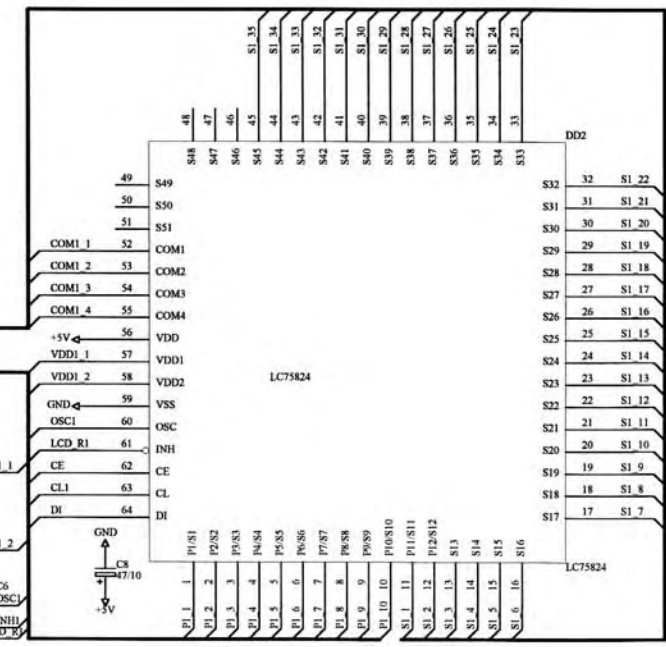 S1_35 S1_34 S1_33 S1_32 S1_31 S1_30 S1_29 S1_28 S1_27 S1_26 S1_25 S1_24 S1_23
48 47 46 45 44 43 42 41 40 39 38 37 36 35 34 33
DD2
S48 S47 S46 S45 S44 S43 S42 S41 S40 S39 S38 S37 S36 S35 S34 S33
49 S49
50 S50
51 S51
COM1_1 52 COM1
COM1_2 53 COM2
COM1_3 54 COM3
COM1_4 55 COM4
+5V 56 VDD
VDD1_1 57 VDD1
VDD1_2 58 VDD2
GND 59 VSS
OSC1 60 OSC
LCD_R1 61 INH
CE 62 CE
CL1 63 CL
DI 64 DI
LC75824
S32 32 S1_22
S31 31 S1_21
S30 30 S1_20
S29 29 S1_19
S28 28 S1_18
S27 27 S1_17
S26 26 S1_16
S25 25 S1_15
S24 24 S1_14
S23 23 S1_13
S22 22 S1_12
S21 21 S1_11
S20 20 S1_10
S19 19 S1_9
S18 18 S1_8
S17 17 S1_7
P1/S1 P2/S2 P3/S3 P4/S4 P5/S5 P6/S6 P7/S7 P8/S8 P9/S9 P10/S10 P11/S11 P12/S12 S13 S14 S15 S16
LC75824
1 2 3 4 5 6 7 8 9 10 11 12 13 14 15 16
P1_1 P1_2 P1_3 P1_4 P1_5 P1_6 P1_7 P1_8 P1_9 P1_10 S1_1 S1_2 S1_3 S1_4 S1_5 S1_6
GND
C8
47/10
+5V